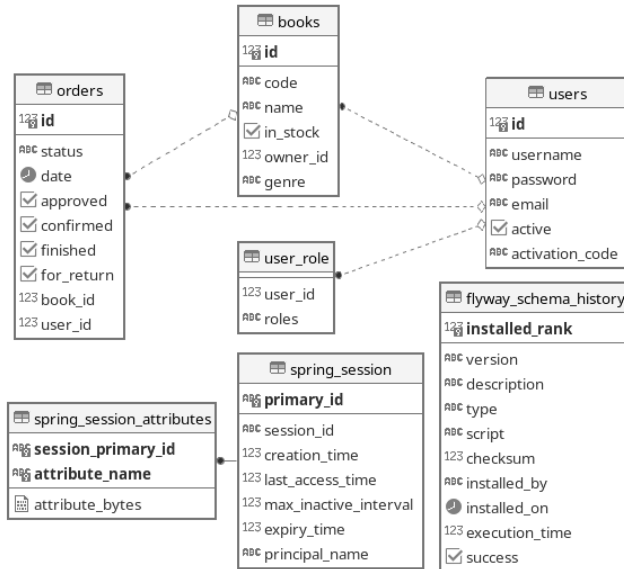 books
id
code
name
in_stock
owner_id
genre
orders
id
status
date
approved
confirmed
finished
for_return
book_id
user_id
users
id
username
password
email
active
activation_code
user_role
user_id
roles
flyway_schema_history
installed_rank
version
description
type
script
checksum
installed_by
installed_on
execution_time
success
spring_session
primary_id
session_id
creation_time
last_access_time
max_inactive_interval
expiry_time
principal_name
spring_session_attributes
session_primary_id
attribute_name
attribute_bytes